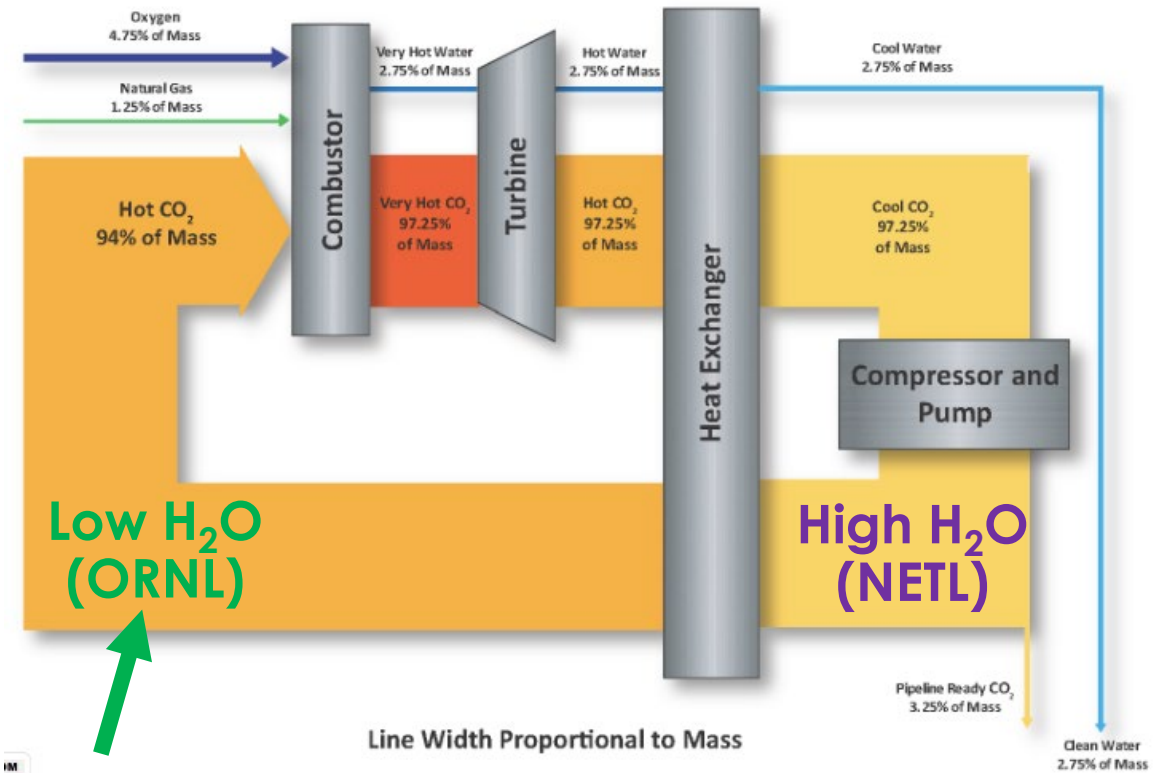 Oxygen
4.75% of Mass
Natural Gas
1.25% of Mass
Hot CO₂
94% of Mass
Combustor
Very Hot Water
2.75% of Mass
Very Hot CO₂
97.25%
of Mass
Turbine
Hot Water
2.75% of Mass
Hot CO₂
97.25%
of Mass
Heat Exchanger
Cool Water
2.75% of Mass
Cool CO₂
97.25%
of Mass
Compressor and
Pump
Low H₂O
(ORNL)
High H₂O
(NETL)
Pipeline Ready CO₂
3.25% of Mass
Clean Water
2.75% of Mass
Line Width Proportional to Mass